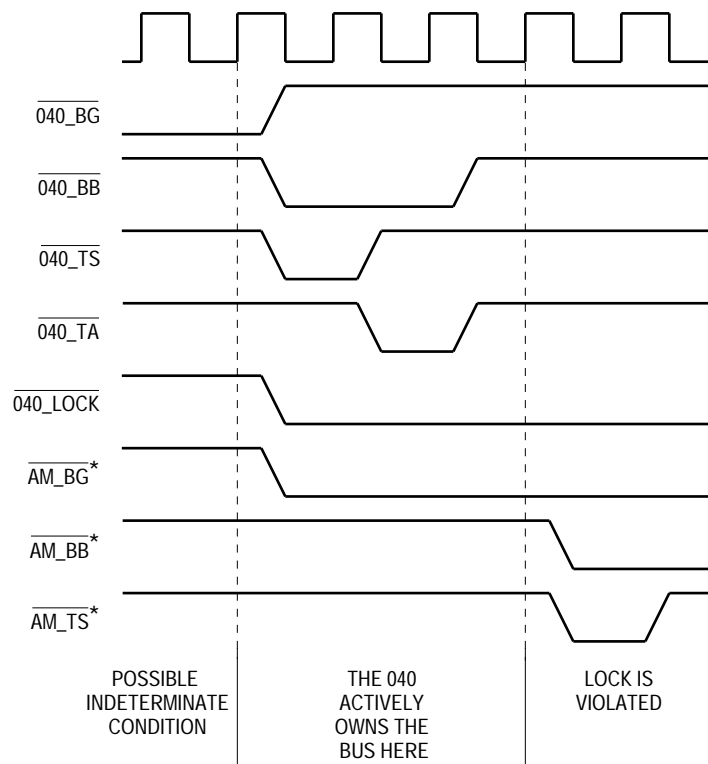 040_BG
040_BB
040_TS
040_TA
040_LOCK
AM_BG*
AM_BB*
AM_TS*
POSSIBLE
INDETERMINATE
CONDITION
THE 040
ACTIVELY
OWNS THE
BUS HERE
LOCK IS
VIOLATED